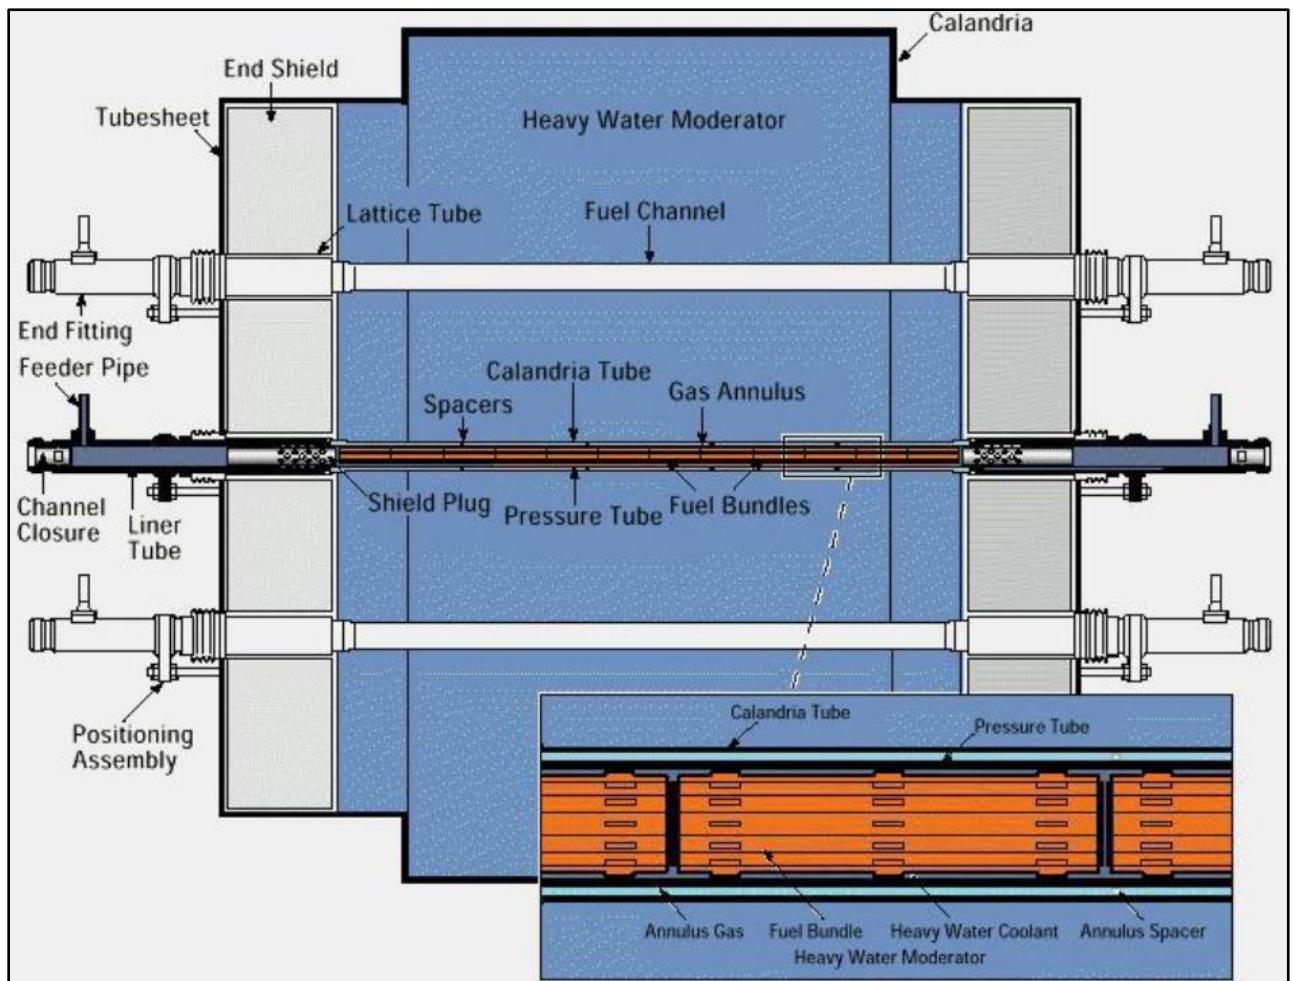 Calandria
End Shield
Tubesheet
Heavy Water Moderator
Lattice Tube
Fuel Channel
End Fitting
Feeder Pipe
Calandria Tube
Gas Annulus
Spacers
Channel
Closure
Liner
Tube
Shield Plug
Pressure Tube
Fuel Bundles
Positioning
Assembly
Calandria Tube
Pressure Tube
Annulus Gas
Fuel Bundle
Heavy Water Coolant
Annulus Spacer
Heavy Water Moderator